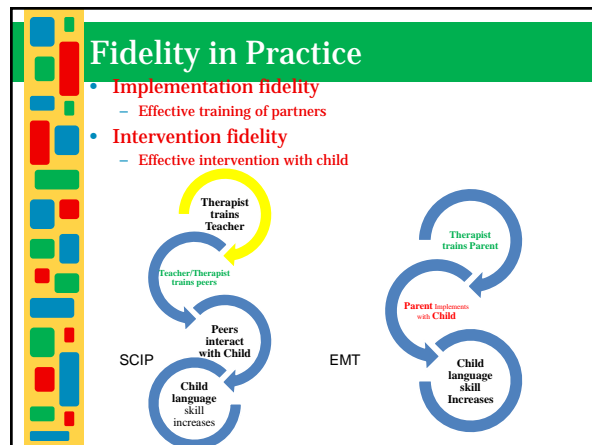 Fidelity in Practice
• Implementation fidelity
– Effective training of partners
• Intervention fidelity
– Effective intervention with child
Therapist
trains
Teacher
Teacher/Therapist
trains peers
Peers
interact
with Child
SCIP
Child
language
skill
increases
Therapist
trains Parent
Parent Implements
with Child
EMT
Child
language
skill
Increases